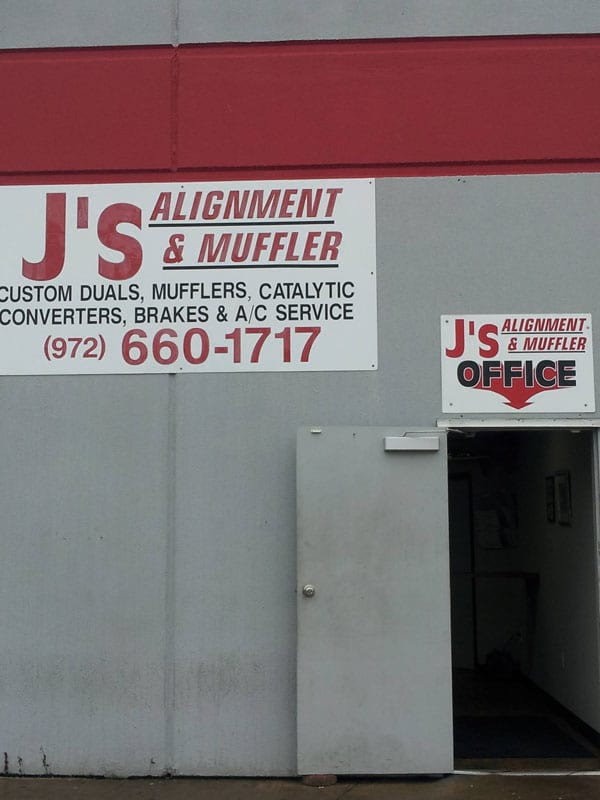 J'S ALIGNMENT
& MUFFLER
CUSTOM DUALS, MUFFLERS, CATALYTIC
CONVERTERS, BRAKES & A/C SERVICE
(972) 660-1717
J'S ALIGNMENT
& MUFFLER
OFFICE